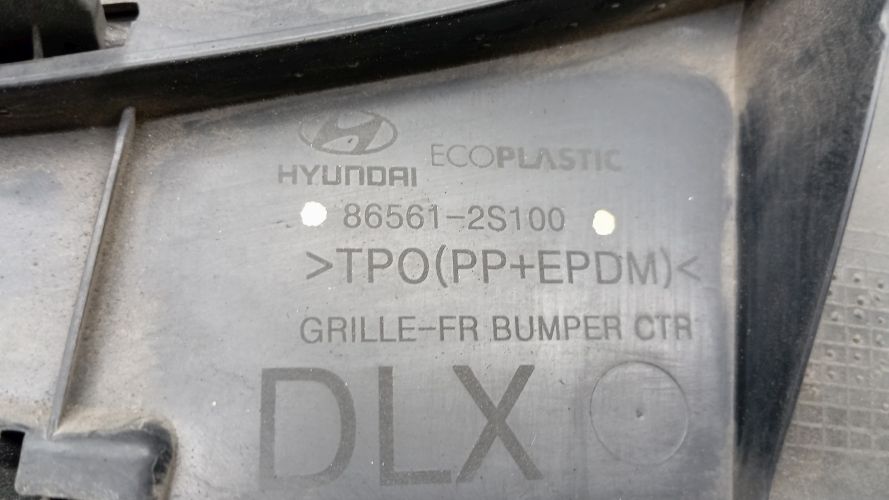 HYUNDAI ECOPLASTIC
86561-2S100
>TPO(PP+EPDM)<
GRILLE-FR BUMPER CTR
DLX